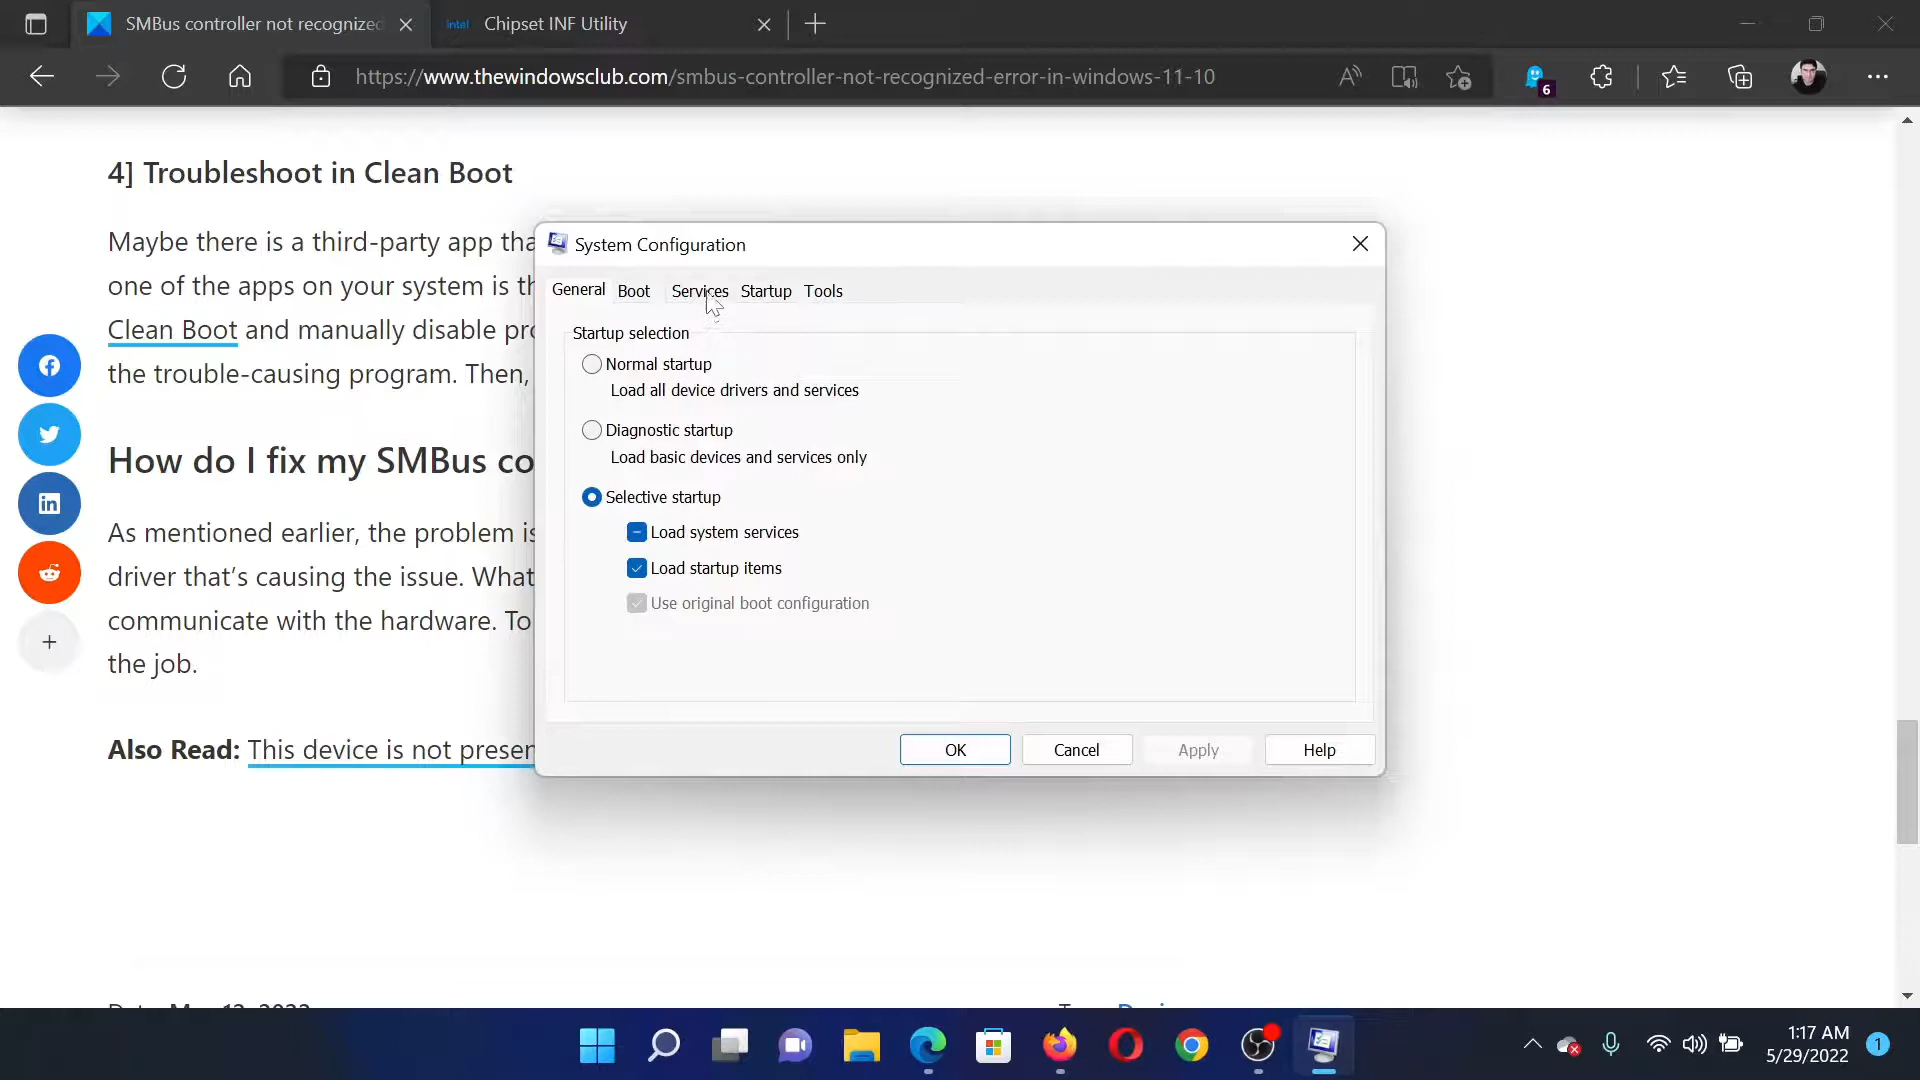 SMBus controller not recognized
intel Chipset INF Utility
https://www.thewindowsclub.com/smbus-controller-not-recognized-error-in-windows-11-10
6
4] Troubleshoot in Clean Boot
Maybe there is a third-party app tha
one of the apps on your system is th
Clean Boot and manually disable pro
the trouble-causing program. Then,
How do I fix my SMBus co
As mentioned earlier, the problem is
driver that's causing the issue. What
communicate with the hardware. To
the job.
Also Read: This device is not presen
System Configuration
General Boot Services Startup Tools
Startup selection
Normal startup
Load all device drivers and services
Diagnostic startup
Load basic devices and services only
Selective startup
Load system services
Load startup items
Use original boot configuration
OK Cancel Apply Help
1:17 AM
5/29/2022
1